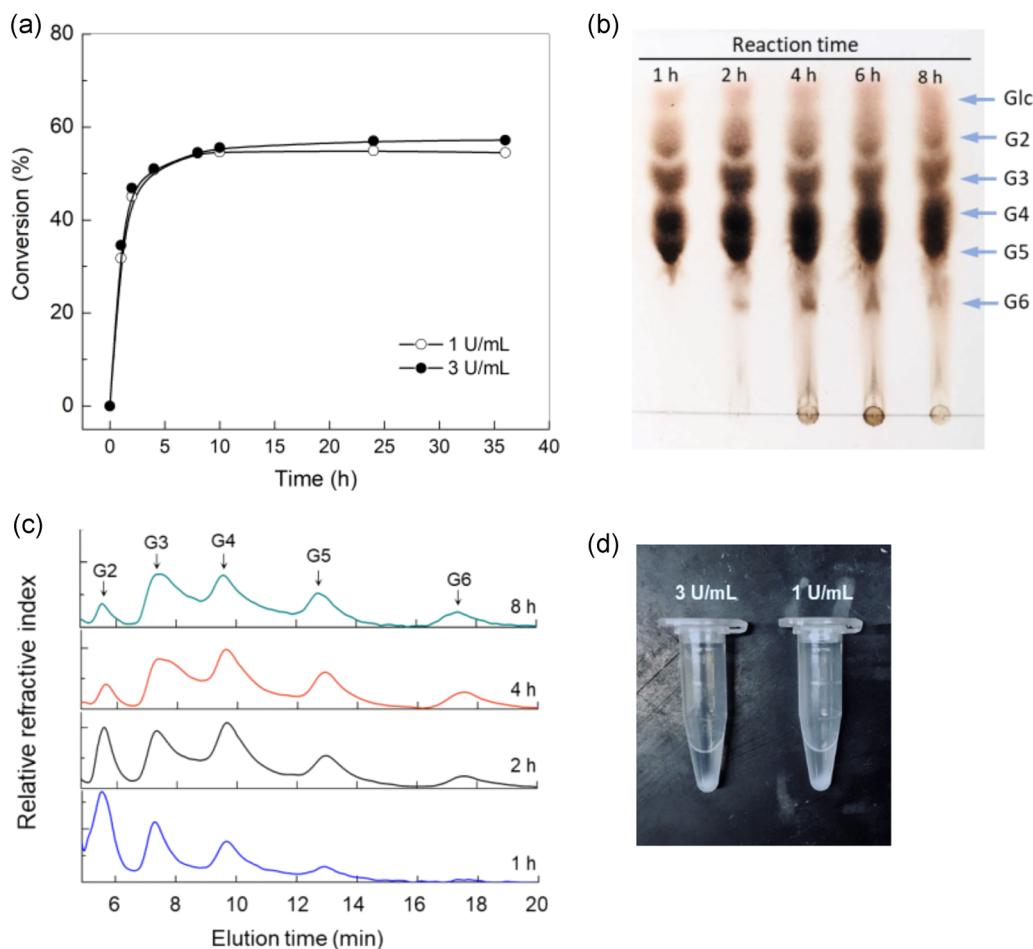 (a)
80
60
40
20
0
Conversion (%)
1 U/mL
3 U/mL
0 5 10 15 20 25 30 35 40
Time (h)
(b)
Reaction time
1 h 2 h 4 h 6 h 8 h
Glc
G2
G3
G4
G5
G6
(c)
Relative refractive index
G2 G3 G4 G5 G6
8 h
4 h
2 h
1 h
6 8 10 12 14 16 18 20
Elution time (min)
(d)
3 U/mL 1 U/mL